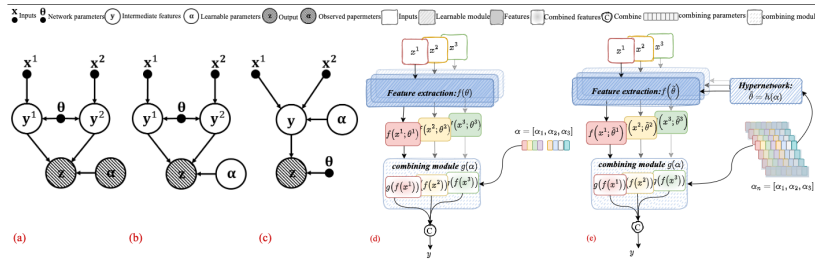 x Inputs θ Network parameters y Intermediate features α Learnable parameters z Output α Observed papermeters Inputs Learnable module Features Combined features C Combine combining parameters combining modul
x¹ x² θ y¹ y² z α (a)
x¹ x² θ y¹ y² z α (b)
x¹ x² y α z θ (c)
x¹ x² x³
Feature extraction: f(θ)
f(x¹; θ¹) (x²; θ²) (x³; θ³)
α = [α₁, α₂, α₃]
combining module g(α)
g(f(x¹)) (f(z²)) (f(x³))
C
y
(d)
x¹ x² x³
Feature extraction: f(θ̃)
Hypernetwork:
θ̃ = h(α)
f(x¹; θ̃¹) (x²; θ̃²) (x³; θ̃³)
combining module g(α)
g(f(x¹)) (f(z²)) g(f(x³))
αₙ = [α₁, α₂, α₃]
C
y
(e)